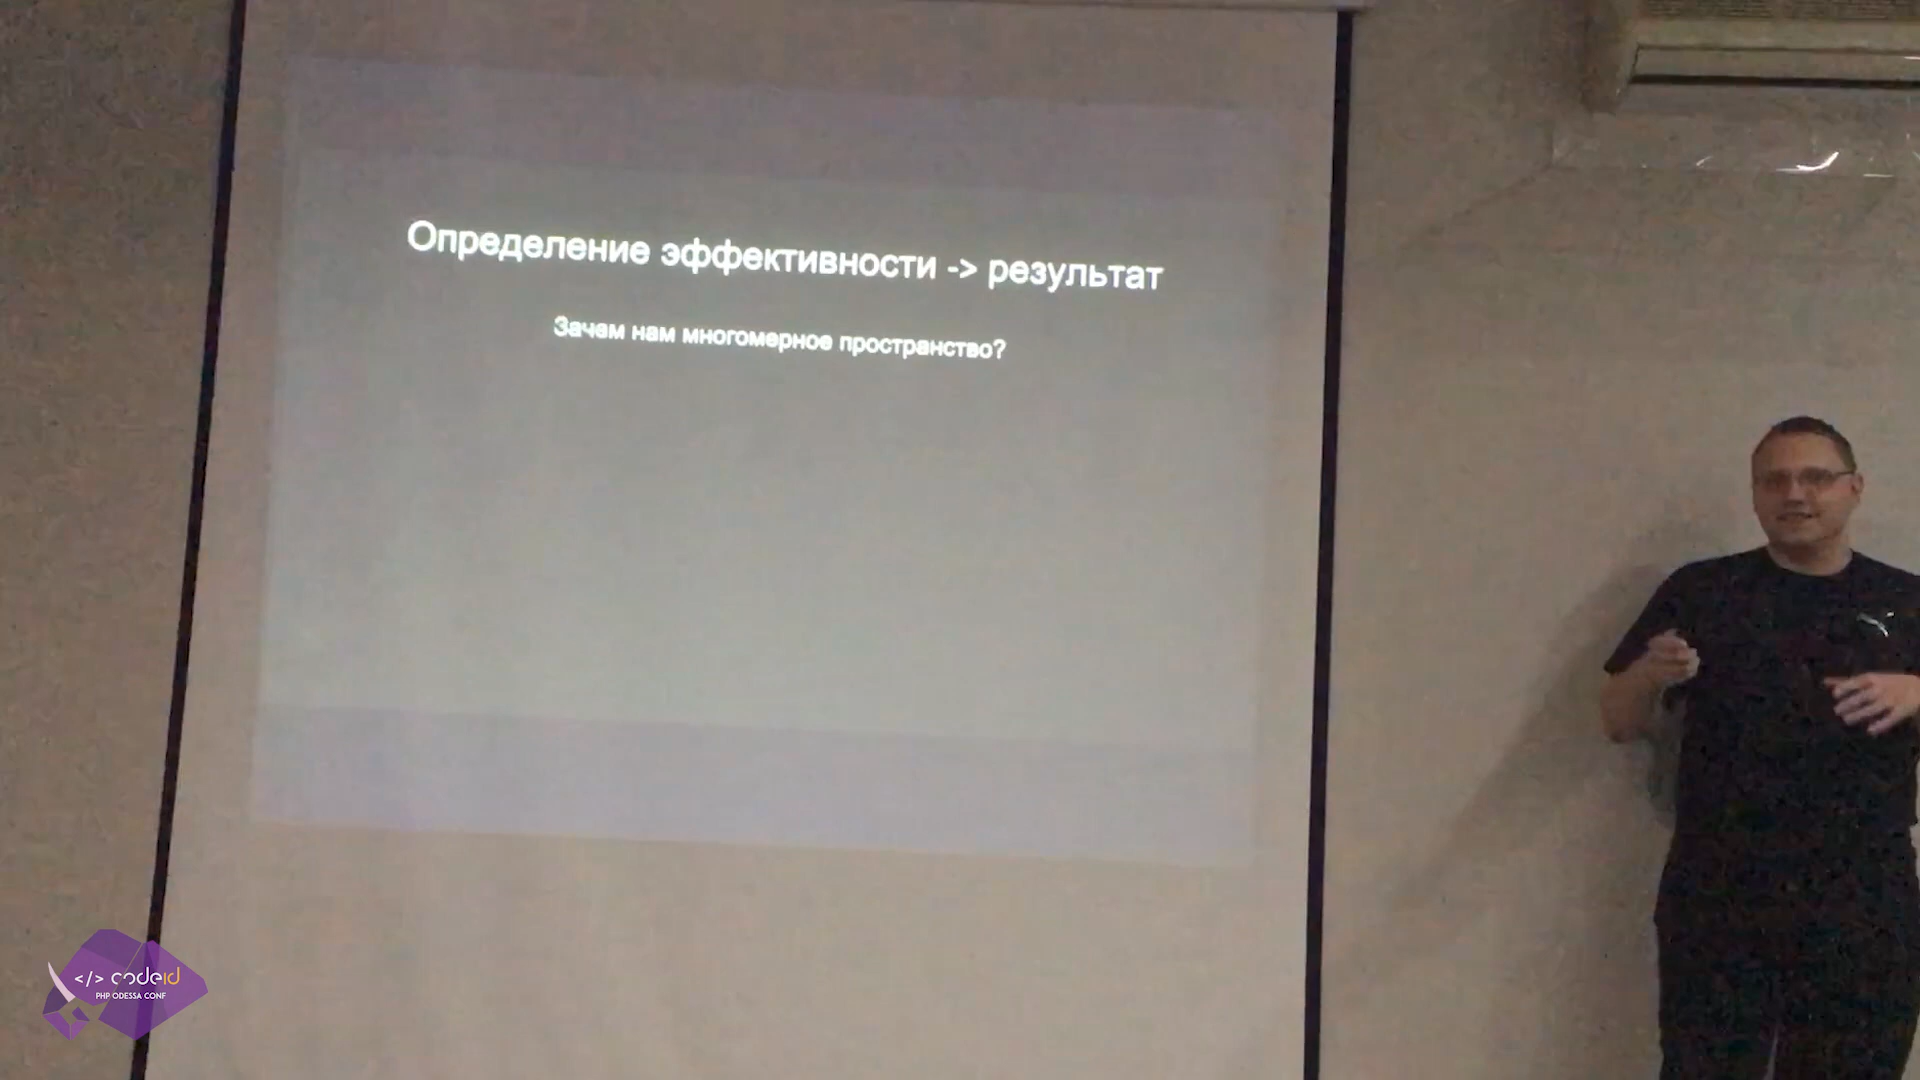 Определение эффективности -> результат
Зачем нам многомерное пространство?
</> codeid
PHP ODESSA CONF